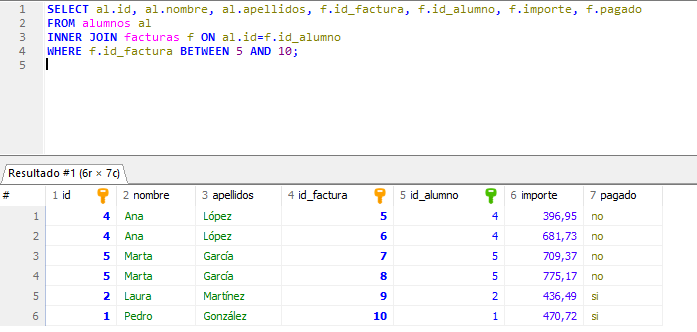 1 SELECT al.id, al.nombre, al.apellidos, f.id_factura, f.id_alumno, f.importe, f.pagado
2 FROM alumnos al
3 INNER JOIN facturas f ON al.id=f.id_alumno
4 WHERE f.id_factura BETWEEN 5 AND 10;
5
Resultado #1 (6r × 7c)
# 1 id 2 nombre 3 apellidos 4 id_factura 5 id_alumno 6 importe 7 pagado
1 4 Ana López 5 4 396,95 no
2 4 Ana López 6 4 681,73 no
3 5 Marta García 7 5 709,37 no
4 5 Marta García 8 5 775,17 no
5 2 Laura Martínez 9 2 436,49 si
6 1 Pedro González 10 1 470,72 si